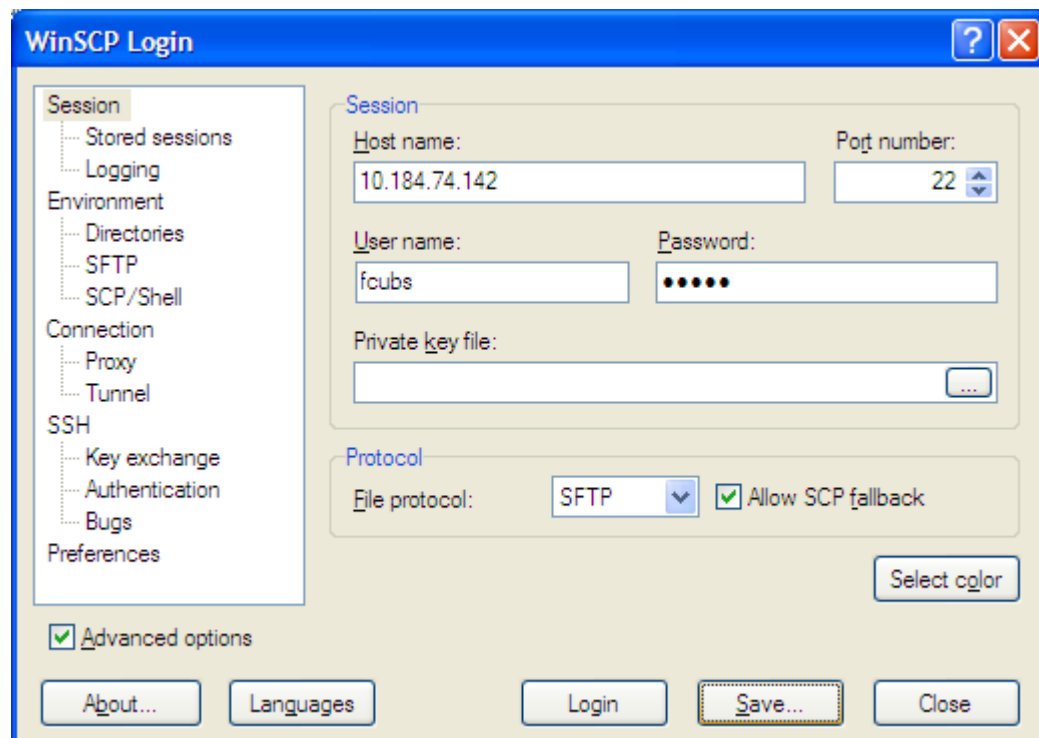 WinSCP Login
Session
Stored sessions
Logging
Environment
Directories
SFTP
SCP/Shell
Connection
Proxy
Tunnel
SSH
Key exchange
Authentication
Bugs
Preferences
Advanced options
Session
Host name: Port number:
10.184.74.142 22
User name: Password:
fcubs •••••
Private key file:
...
Protocol
File protocol: SFTP Allow SCP fallback
Select color
About... Languages Login Save... Close